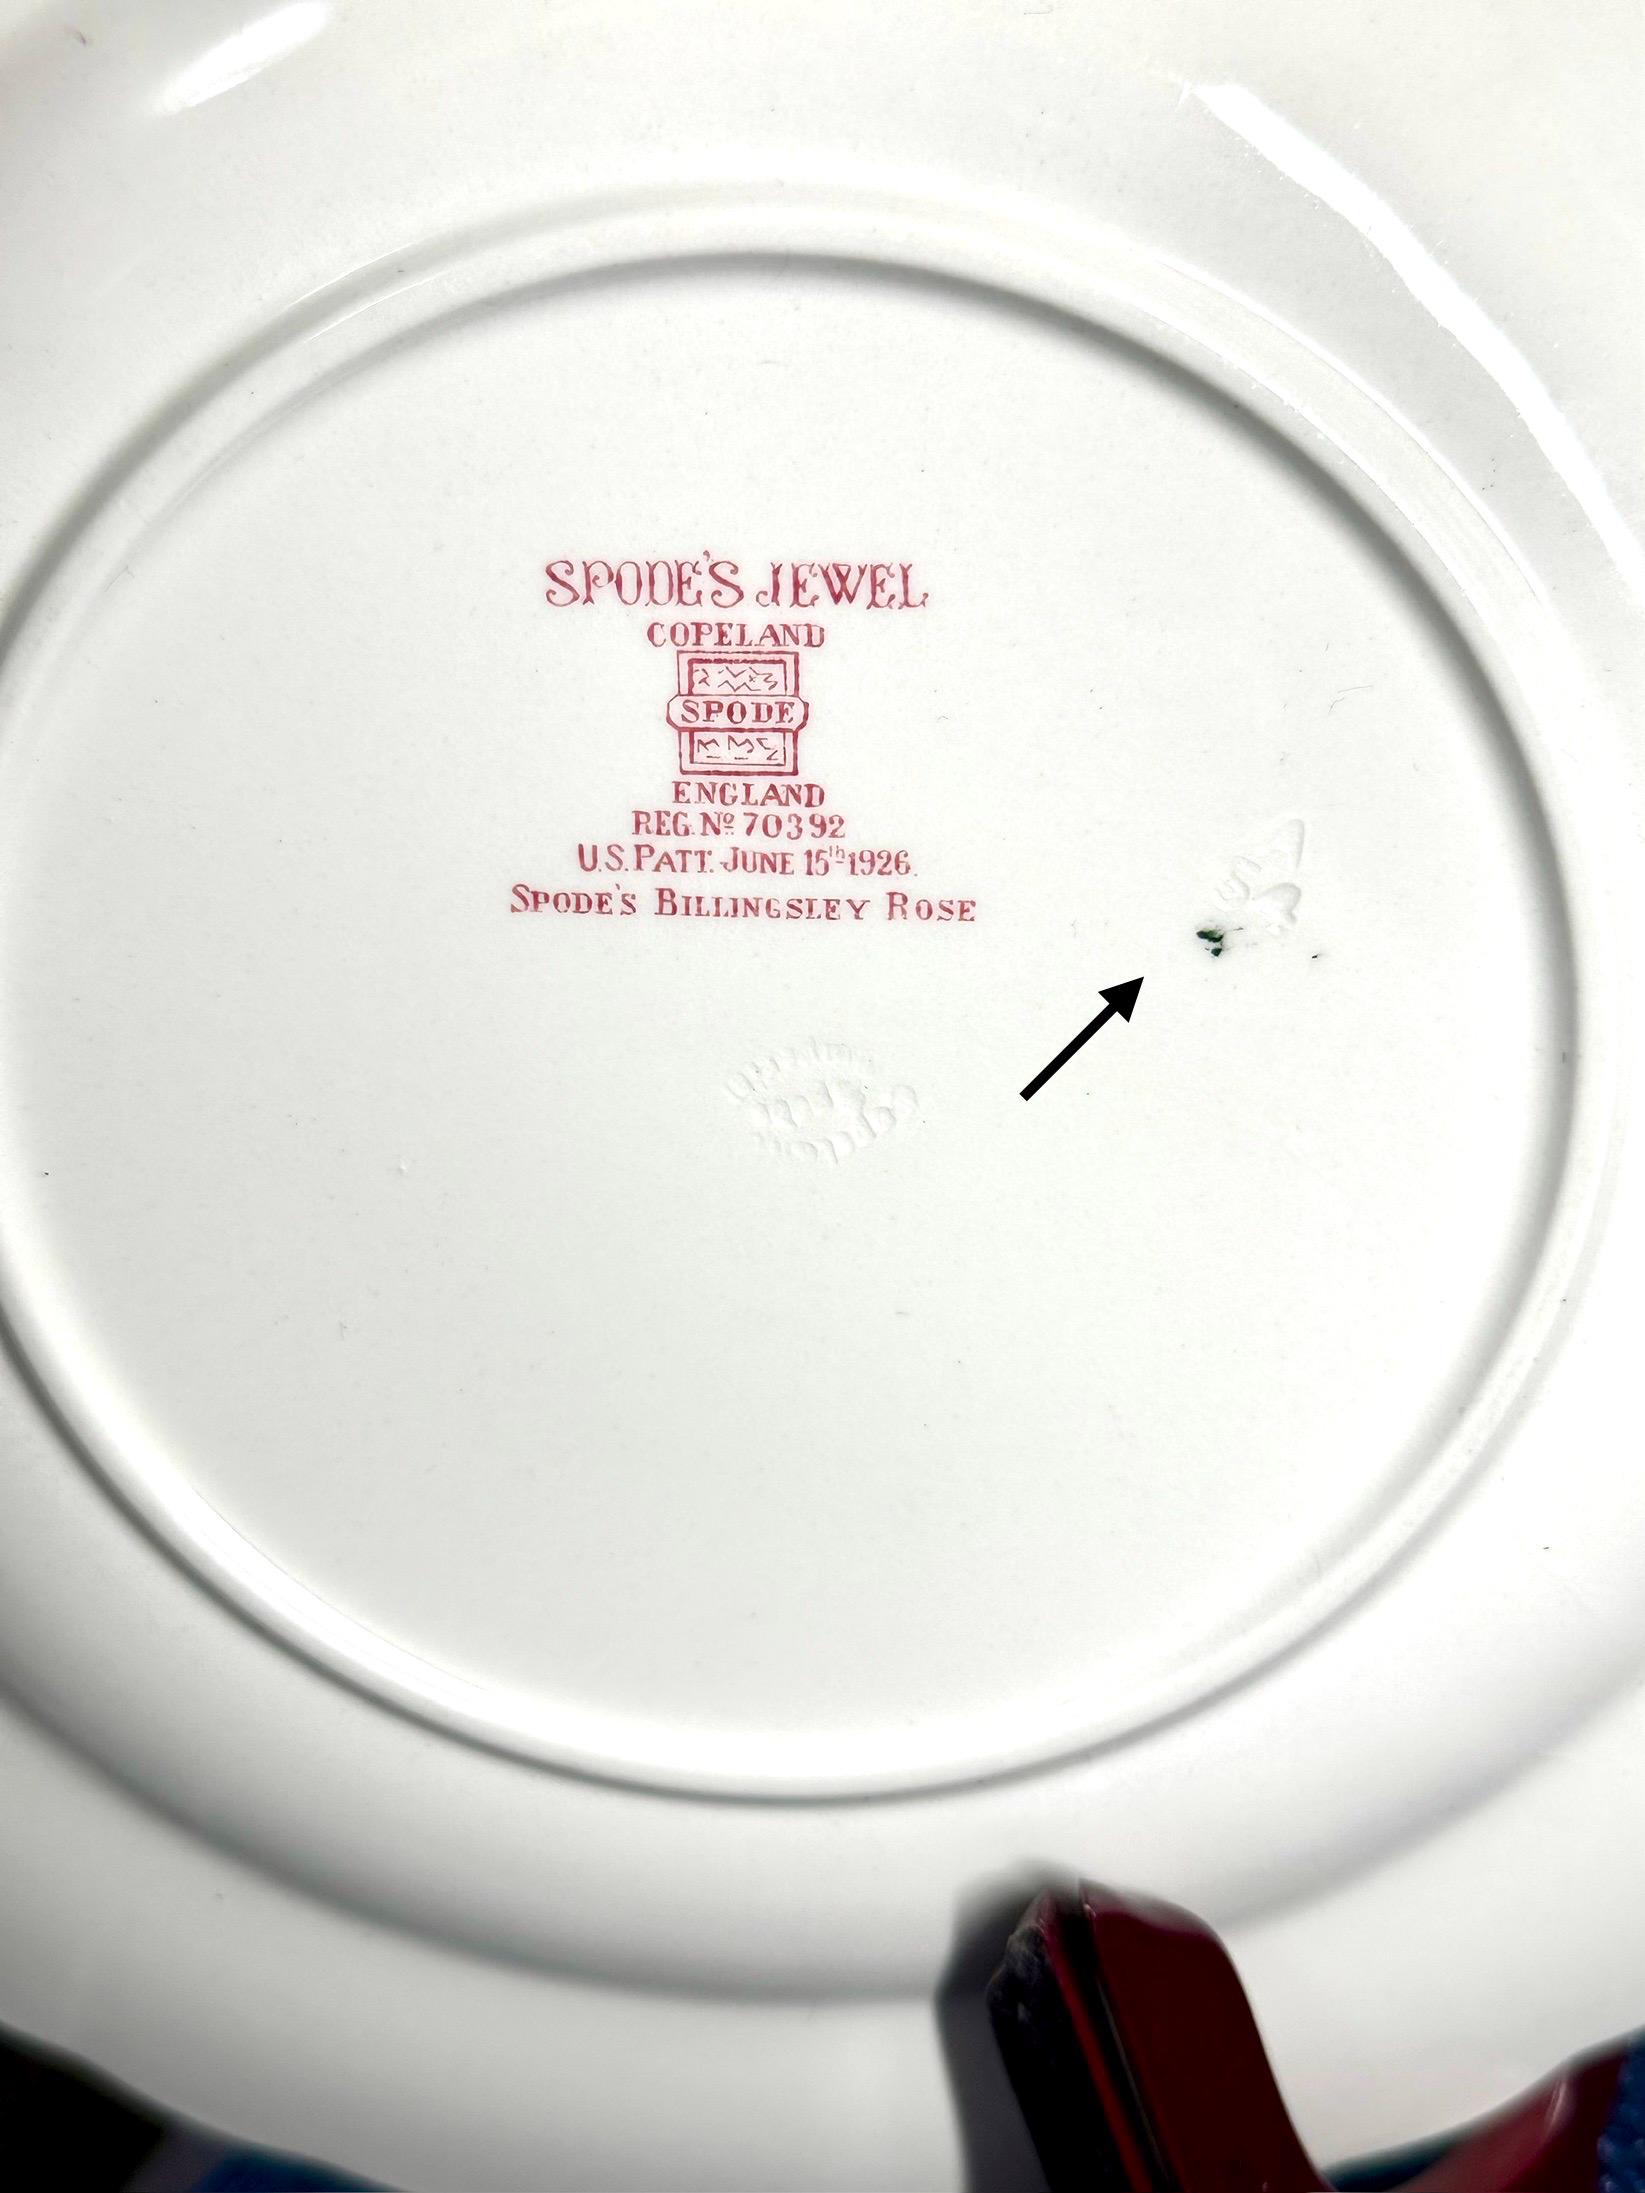 SPODE'S JEWEL
COPELAND
SPODE
ENGLAND
REG. Nº 70392
U.S. PATT. JUNE 15th 1926.
SPODE'S BILLINGSLEY ROSE